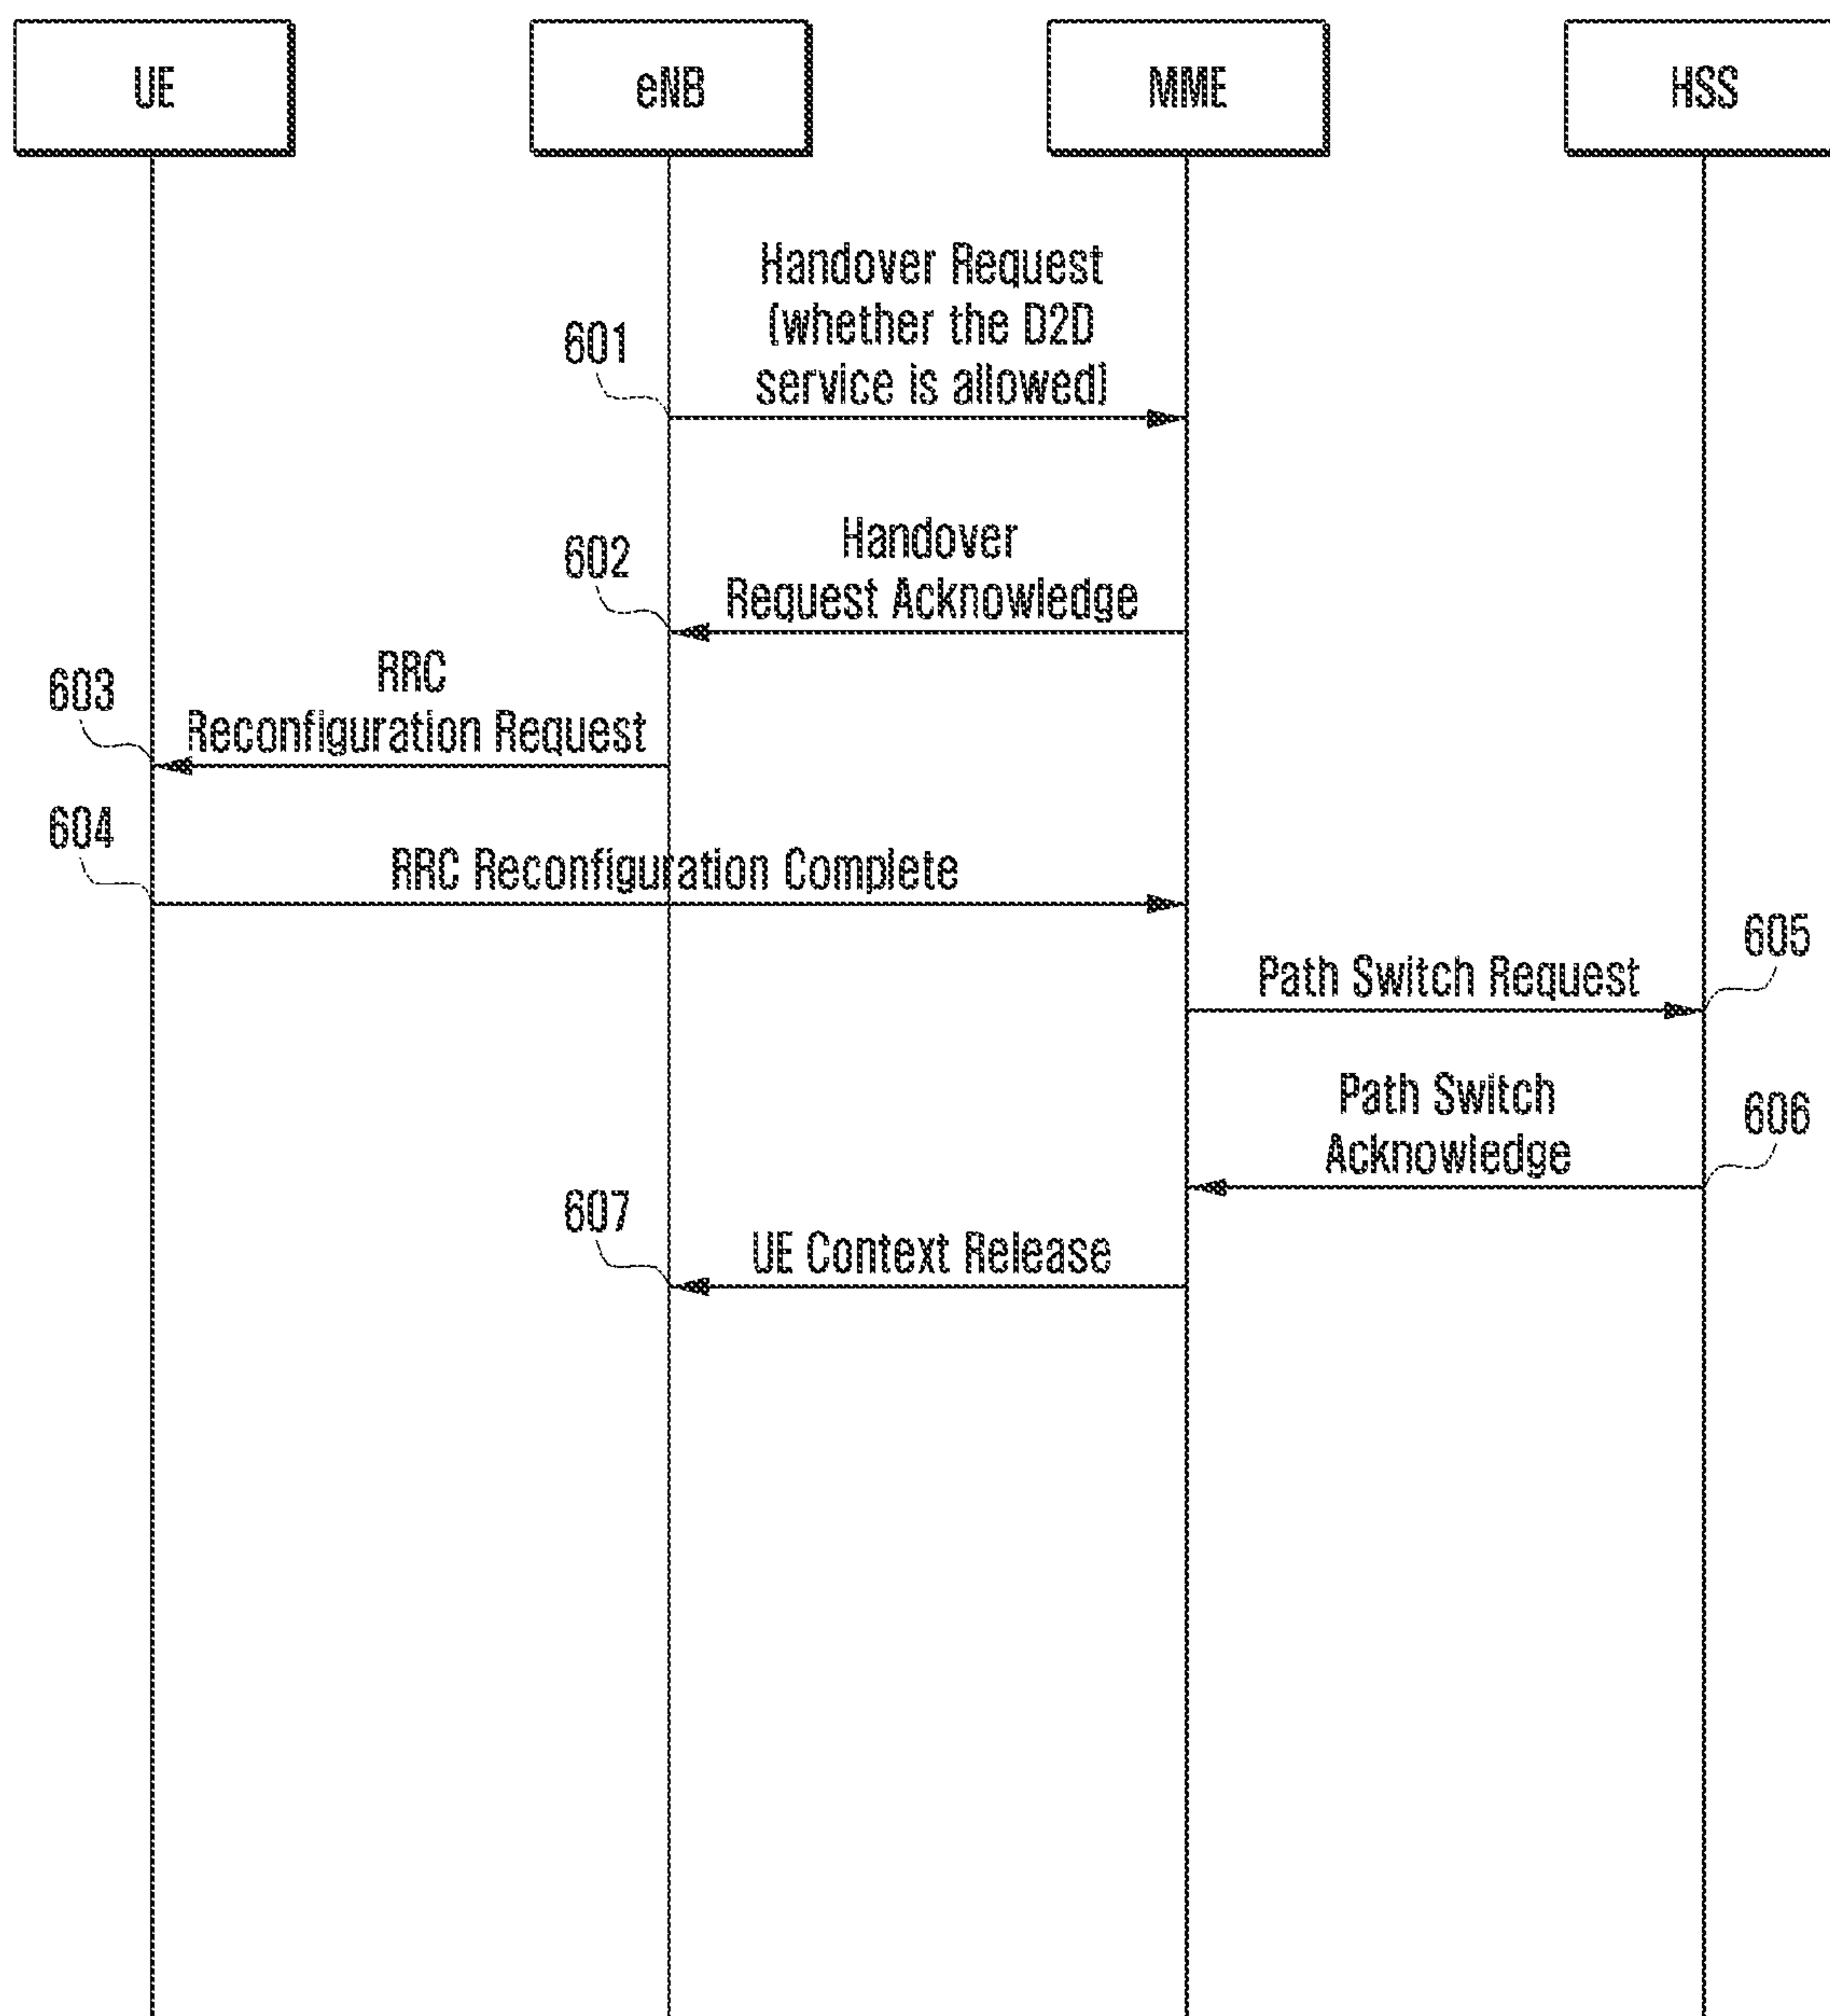 UE
eNB
MME
HSS
Handover Request
(whether the D2D
service is allowed)
601
Handover
Request Acknowledge
602
RRC
Reconfiguration Request
603
604
RRC Reconfiguration Complete
605
Path Switch Request
Path Switch
Acknowledge
606
607
UE Context Release